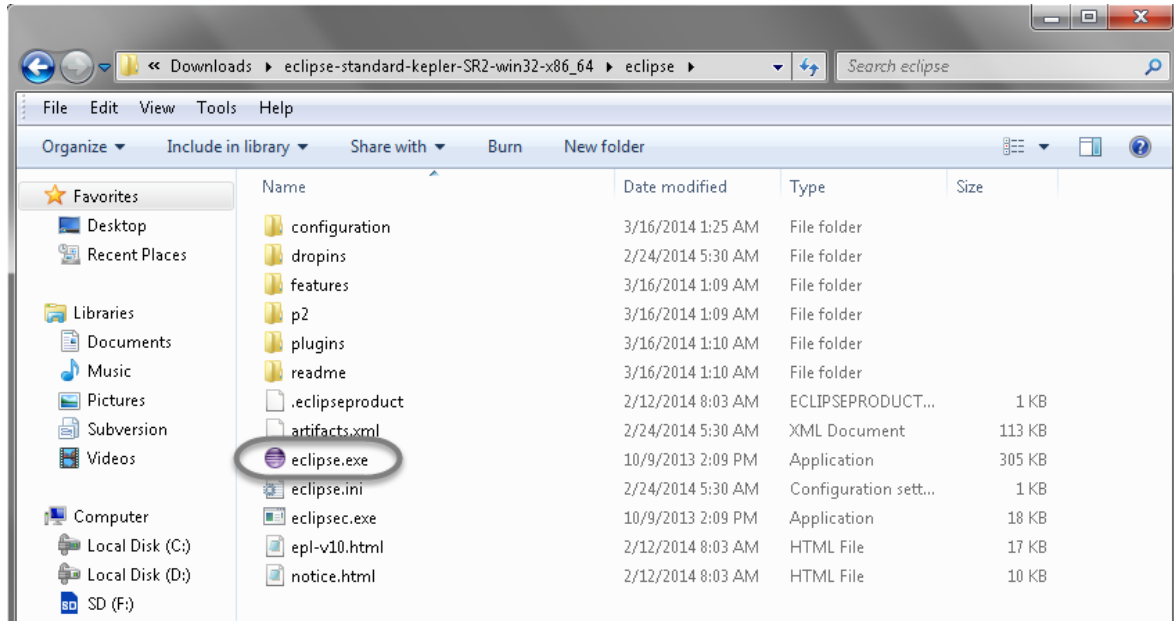 « Downloads ▸ eclipse-standard-kepler-SR2-win32-x86_64 ▸ eclipse ▸ Search eclipse
File Edit View Tools Help
Organize Include in library Share with Burn New folder
Favorites
Desktop
Recent Places
Libraries
Documents
Music
Pictures
Subversion
Videos
Computer
Local Disk (C:)
Local Disk (D:)
SD (F:)
Name Date modified Type Size
configuration 3/16/2014 1:25 AM File folder
dropins 2/24/2014 5:30 AM File folder
features 3/16/2014 1:09 AM File folder
p2 3/16/2014 1:09 AM File folder
plugins 3/16/2014 1:10 AM File folder
readme 3/16/2014 1:10 AM File folder
.eclipseproduct 2/12/2014 8:03 AM ECLIPSEPRODUCT... 1 KB
artifacts.xml 2/24/2014 5:30 AM XML Document 113 KB
eclipse.exe 10/9/2013 2:09 PM Application 305 KB
eclipse.ini 2/24/2014 5:30 AM Configuration sett... 1 KB
eclipsec.exe 10/9/2013 2:09 PM Application 18 KB
epl-v10.html 2/12/2014 8:03 AM HTML File 17 KB
notice.html 2/12/2014 8:03 AM HTML File 10 KB